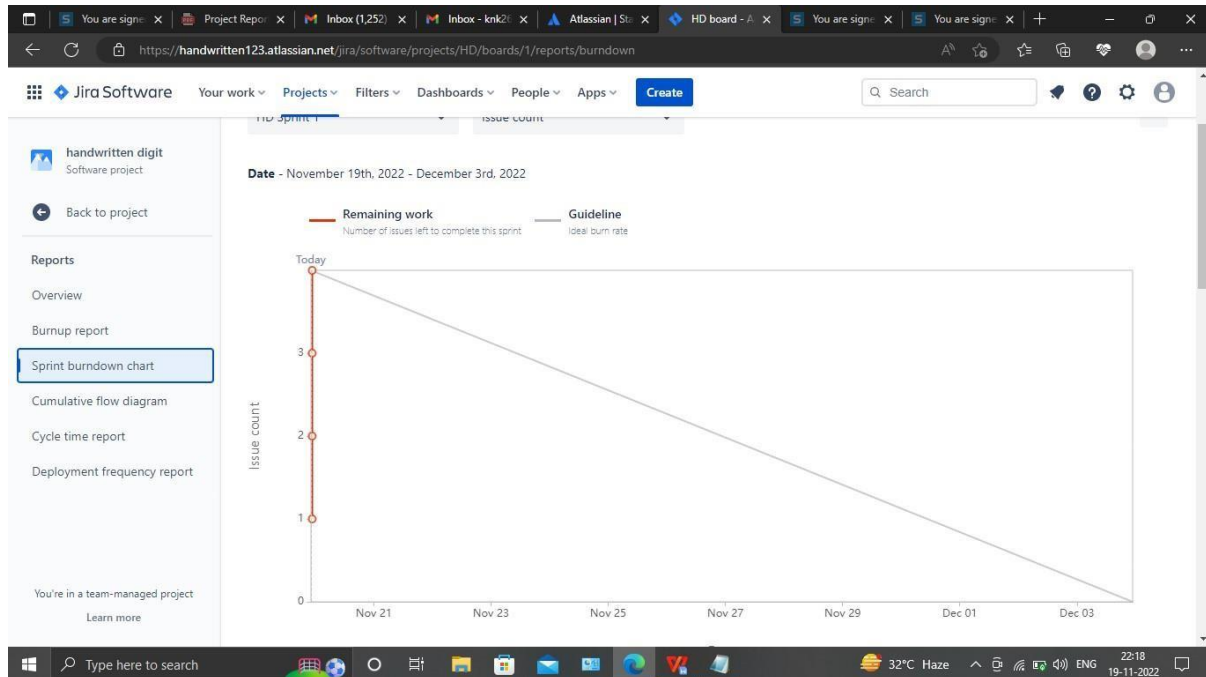 You are signe
Project Repor
Inbox (1,252)
Inbox - knk26
Atlassian | Sta
HD board - A
You are signe
You are signe
https://handwritten123.atlassian.net/jira/software/projects/HD/boards/1/reports/burndown
Jira Software
Your work
Projects
Filters
Dashboards
People
Apps
Create
Search
handwritten digit
Software project
Back to project
Reports
Overview
Burnup report
Sprint burndown chart
Cumulative flow diagram
Cycle time report
Deployment frequency report
You're in a team-managed project
Learn more
HD Sprint 1
Issue count
Date - November 19th, 2022 - December 3rd, 2022
Remaining work
Number of issues left to complete this sprint
Guideline
Ideal burn rate
Today
3
2
1
0
Issue count
Nov 21
Nov 23
Nov 25
Nov 27
Nov 29
Dec 01
Dec 03
Type here to search
32°C Haze
ENG
22:18
19-11-2022